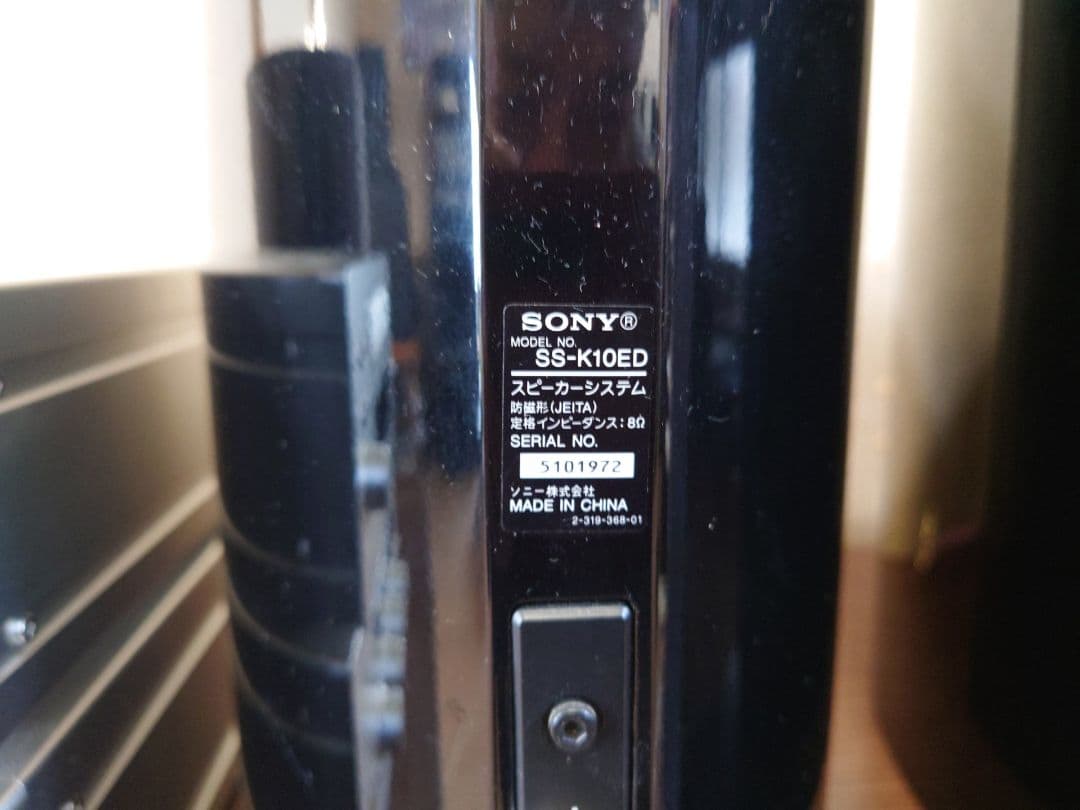 SONY®
MODEL NO.
SS-K10ED
スピーカーシステム
防磁形(JEITA)
定格インピーダンス:8Ω
SERIAL NO.
5101972
ソニー株式会社
MADE IN CHINA
2-319-368-01